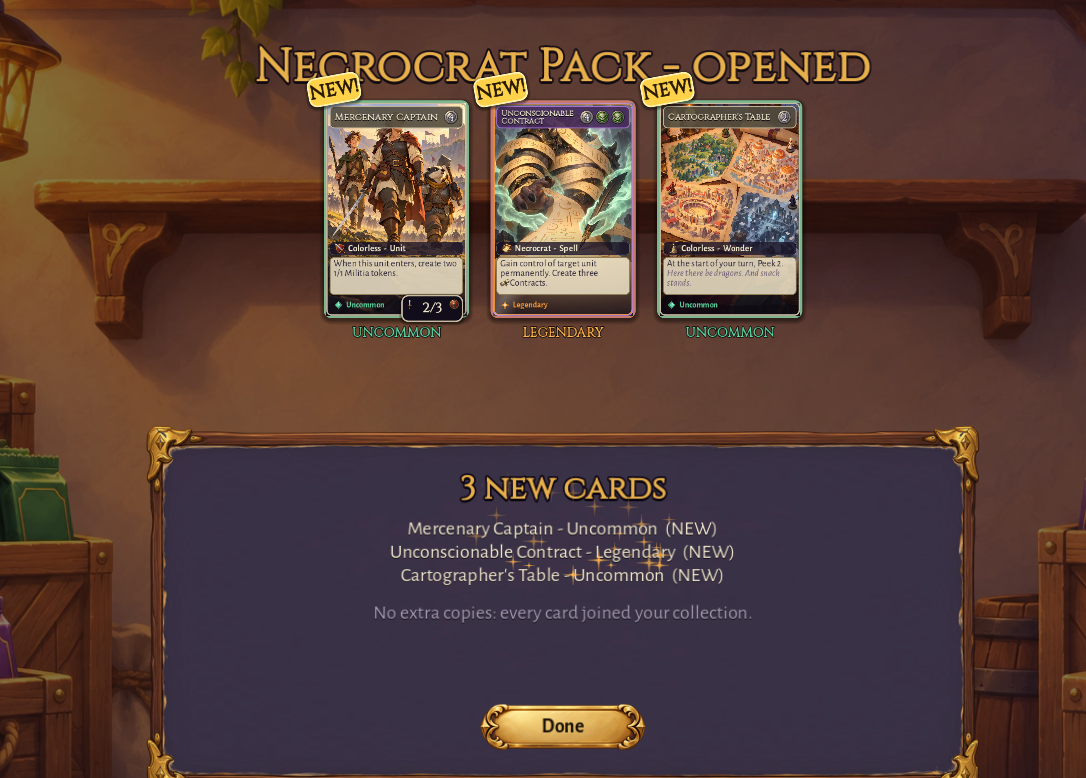 Necrocrat Pack - opened
NEW!
NEW!
NEW!
Mercenary Captain
Colorless - Unit
When this unit enters, create two
1/1 Militia tokens.
Uncommon
2/3
UNCOMMON
Unconscionable
Contract
Necrocrat - Spell
Gain control of target unit
permanently. Create three
Contracts.
Legendary
LEGENDARY
Cartographer's Table
2
Colorless - Wonder
At the start of your turn, Peek 2.
Here there be dragons. And snack
stands.
Uncommon
UNCOMMON
3 new cards
Mercenary Captain - Uncommon (NEW)
Unconscionable Contract - Legendary (NEW)
Cartographer's Table - Uncommon (NEW)
No extra copies: every card joined your collection.
Done